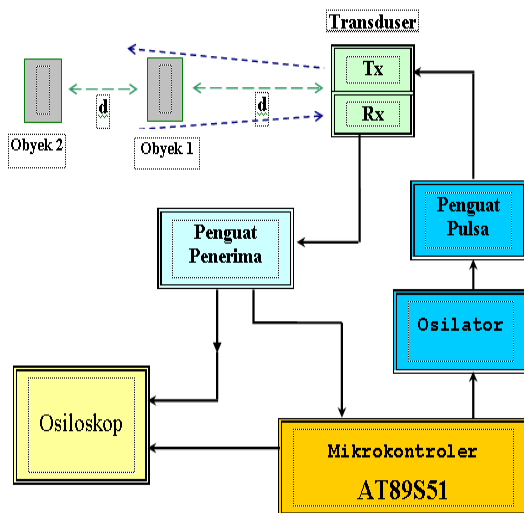 Transduser
Tx
Rx
d
d
Obyek 2
Obyek 1
Penguat
Pulsa
Penguat
Penerima
Osilator
Osiloskop
Mikrokontroler
AT89S51